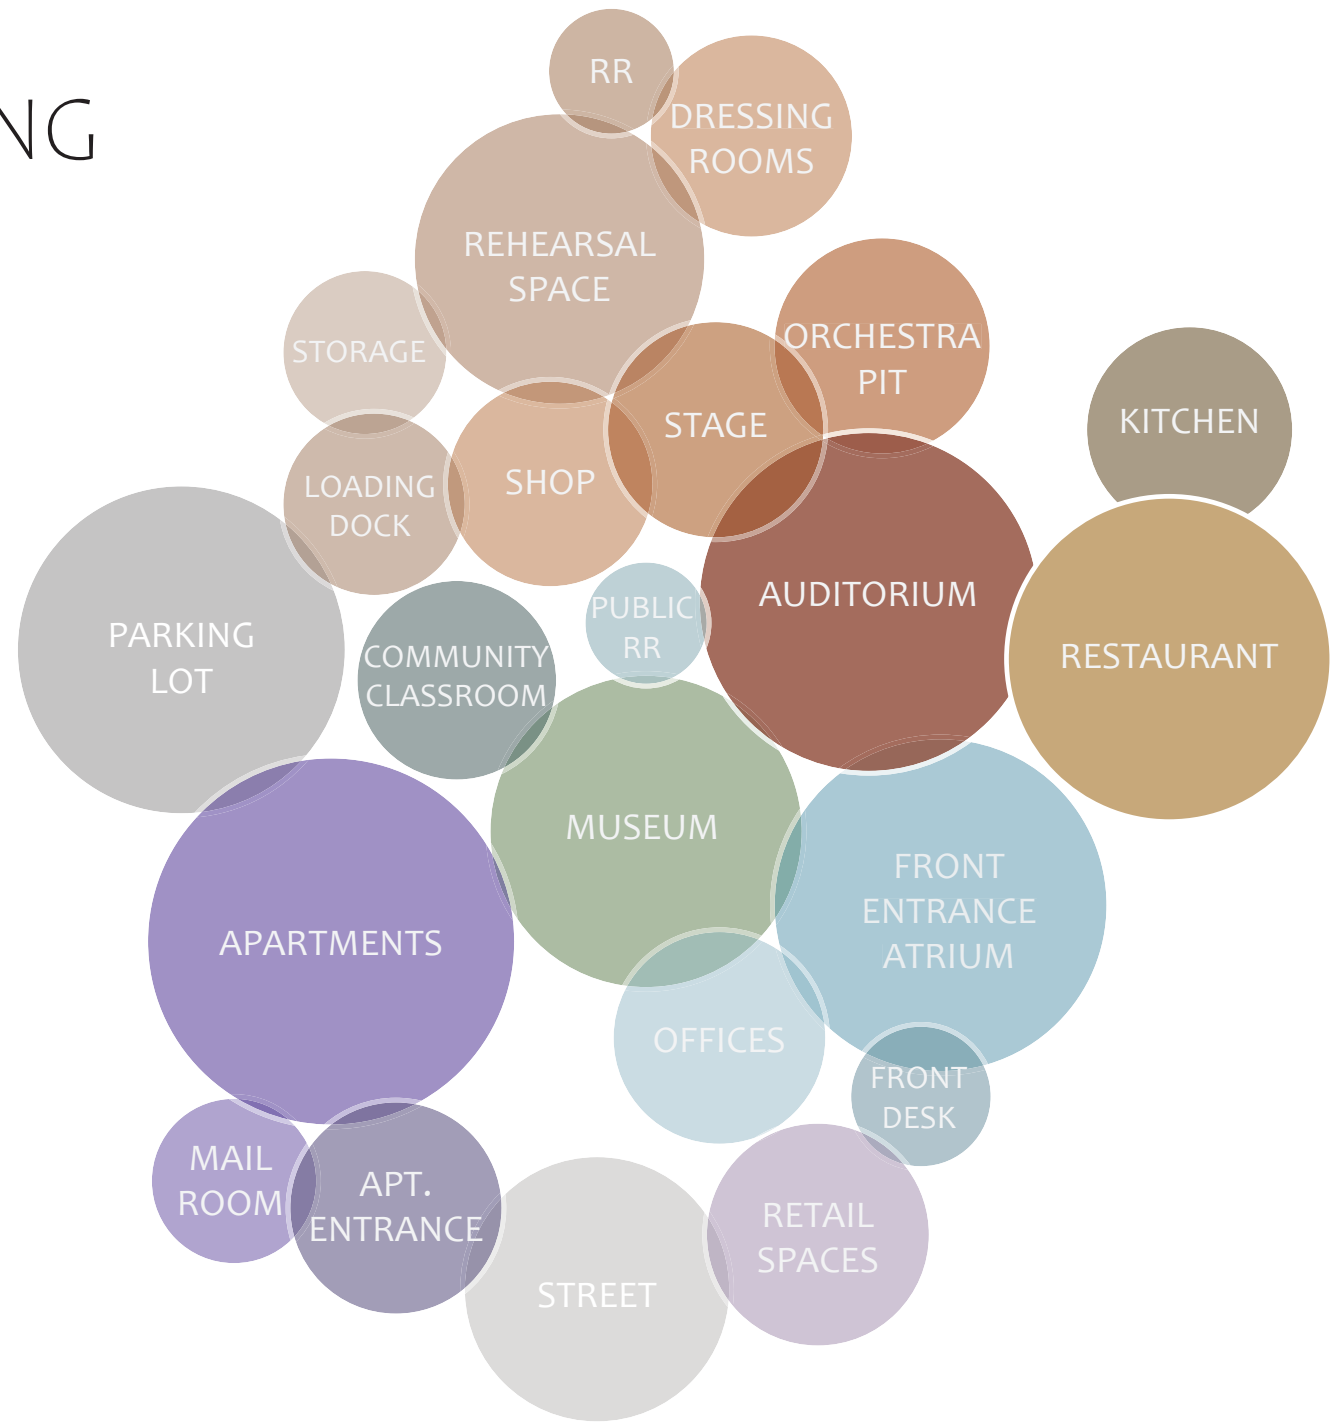 NG
RR
DRESSING
ROOMS
REHEARSAL
SPACE
STORAGE
ORCHESTRA
PIT
STAGE
KITCHEN
LOADING
DOCK
SHOP
AUDITORIUM
PUBLIC
RR
PARKING
LOT
COMMUNITY
CLASSROOM
RESTAURANT
MUSEUM
FRONT
ENTRANCE
ATRIUM
APARTMENTS
OFFICES
FRONT
DESK
MAIL
ROOM
APT.
ENTRANCE
RETAIL
SPACES
STREET